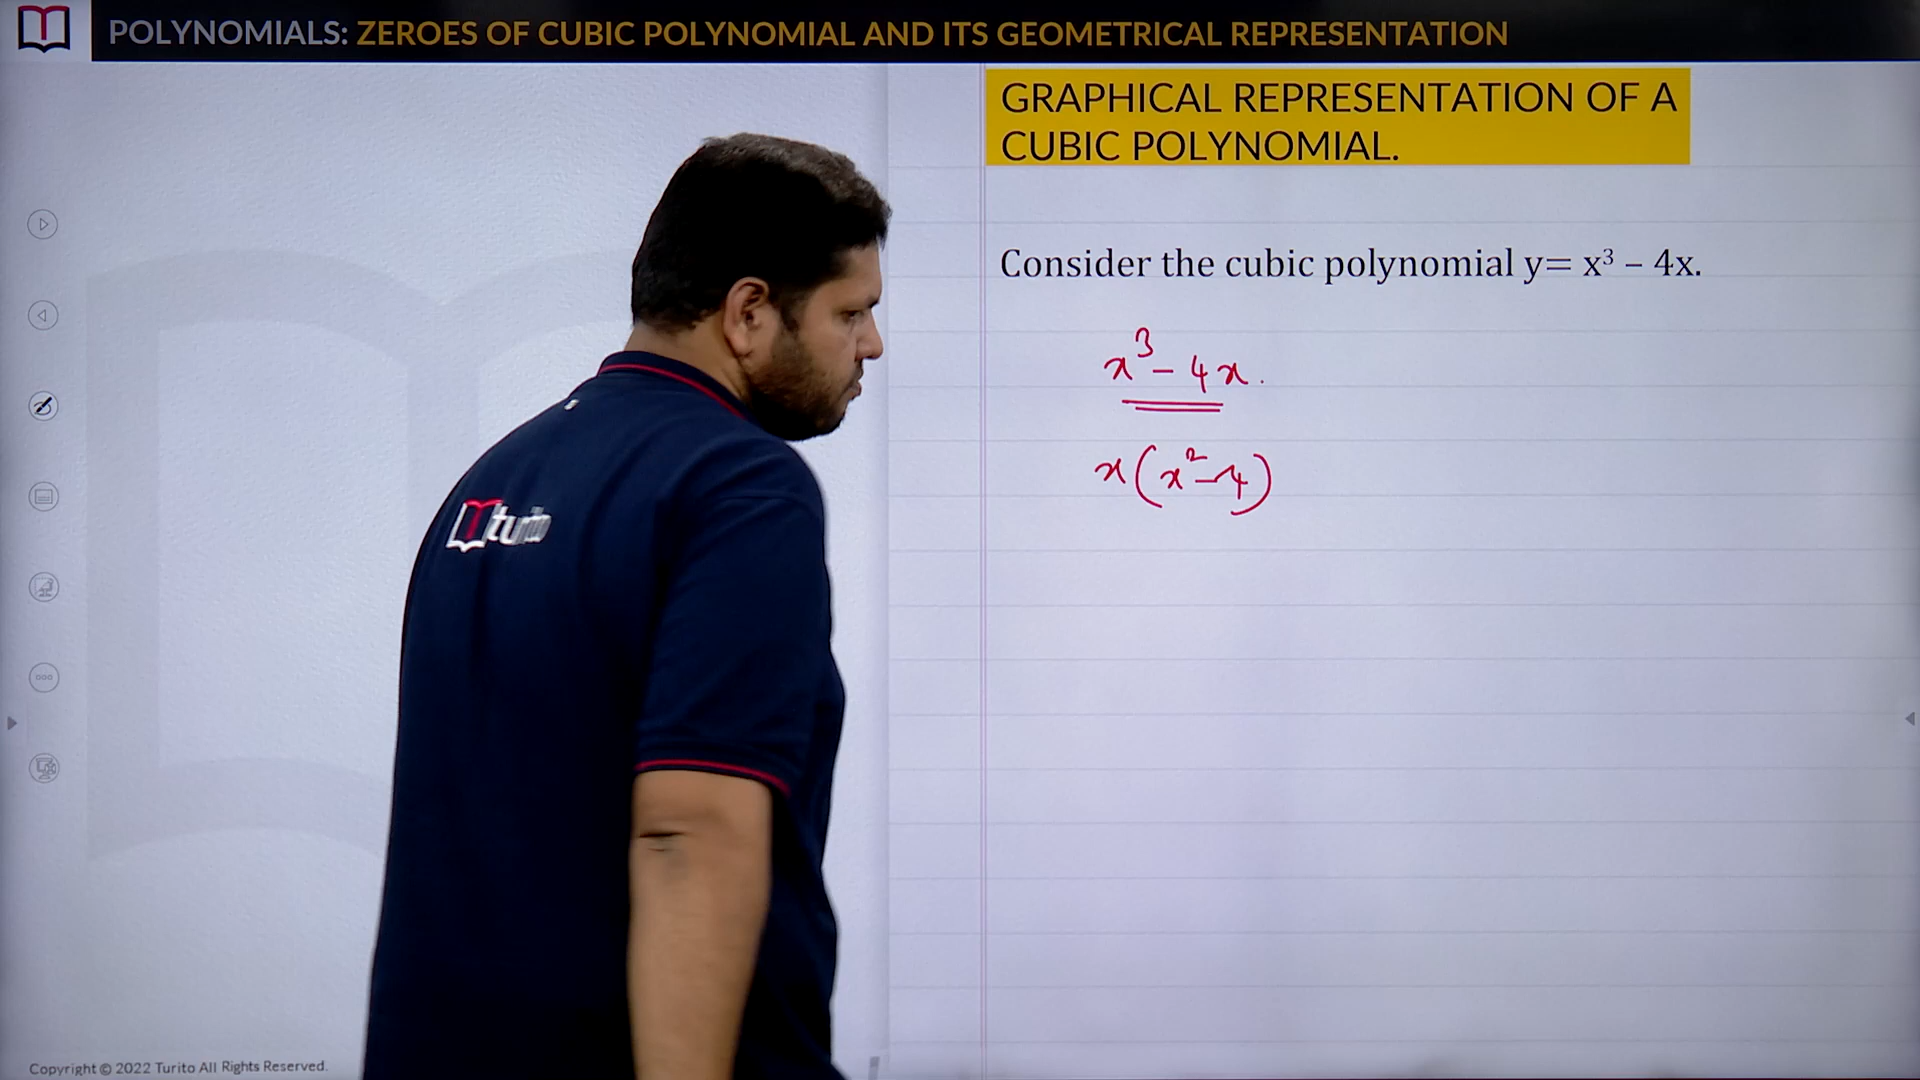 POLYNOMIALS: ZEROES OF CUBIC POLYNOMIAL AND ITS GEOMETRICAL REPRESENTATION
GRAPHICAL REPRESENTATION OF A
CUBIC POLYNOMIAL.
Consider the cubic polynomial y= x³ – 4x.
x³ – 4x.
x(x² – 4)
turito
Copyright © 2022 Turito All Rights Reserved.